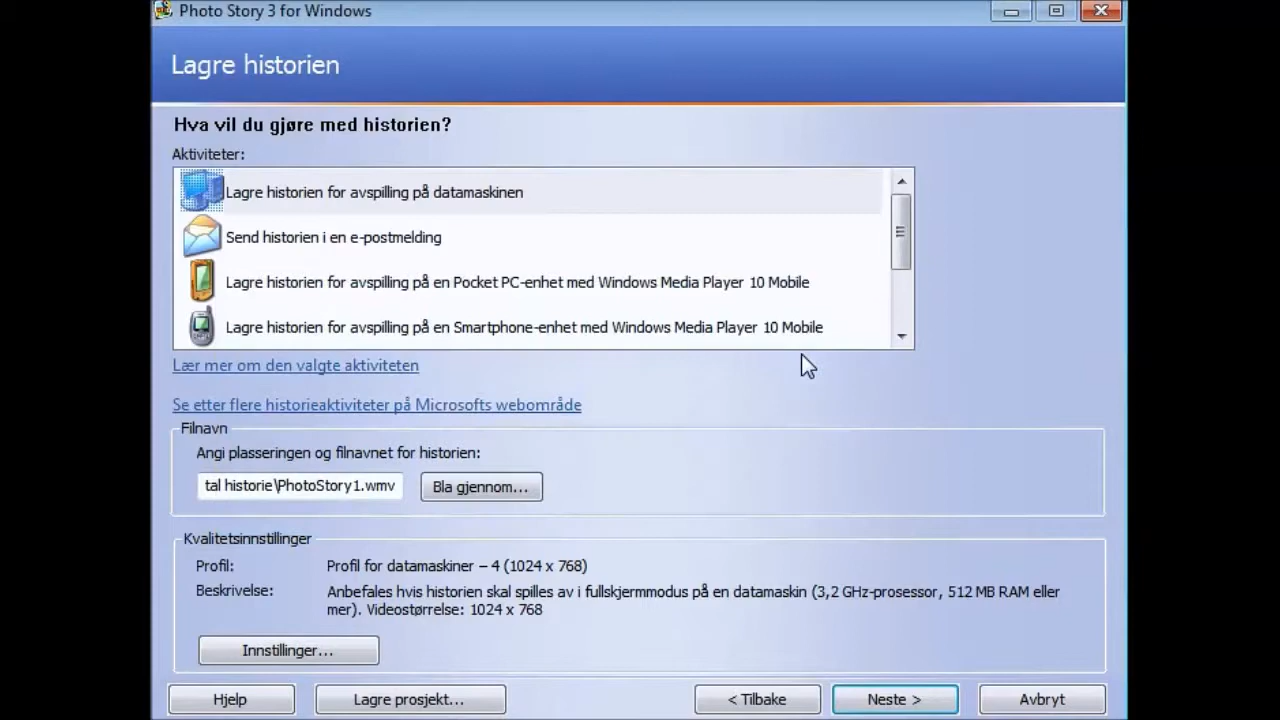 Photo Story 3 for Windows
Lagre historien
Hva vil du gjøre med historien?
Aktiviteter:
Lagre historien for avspilling på datamaskinen
Send historien i en e-postmelding
Lagre historien for avspilling på en Pocket PC-enhet med Windows Media Player 10 Mobile
Lagre historien for avspilling på en Smartphone-enhet med Windows Media Player 10 Mobile
Lær mer om den valgte aktiviteten
Se etter flere historieaktiviteter på Microsofts webområde
Filnavn
Angi plasseringen og filnavnet for historien:
tal historie\PhotoStory1.wmv
Bla gjennom...
Kvalitetsinnstillinger
Profil:
Profil for datamaskiner – 4 (1024 x 768)
Beskrivelse:
Anbefales hvis historien skal spilles av i fullskjermmodus på en datamaskin (3,2 GHz-prosessor, 512 MB RAM eller
mer). Videostørrelse: 1024 x 768
Innstillinger...
Hjelp
Lagre prosjekt...
< Tilbake
Neste >
Avbryt